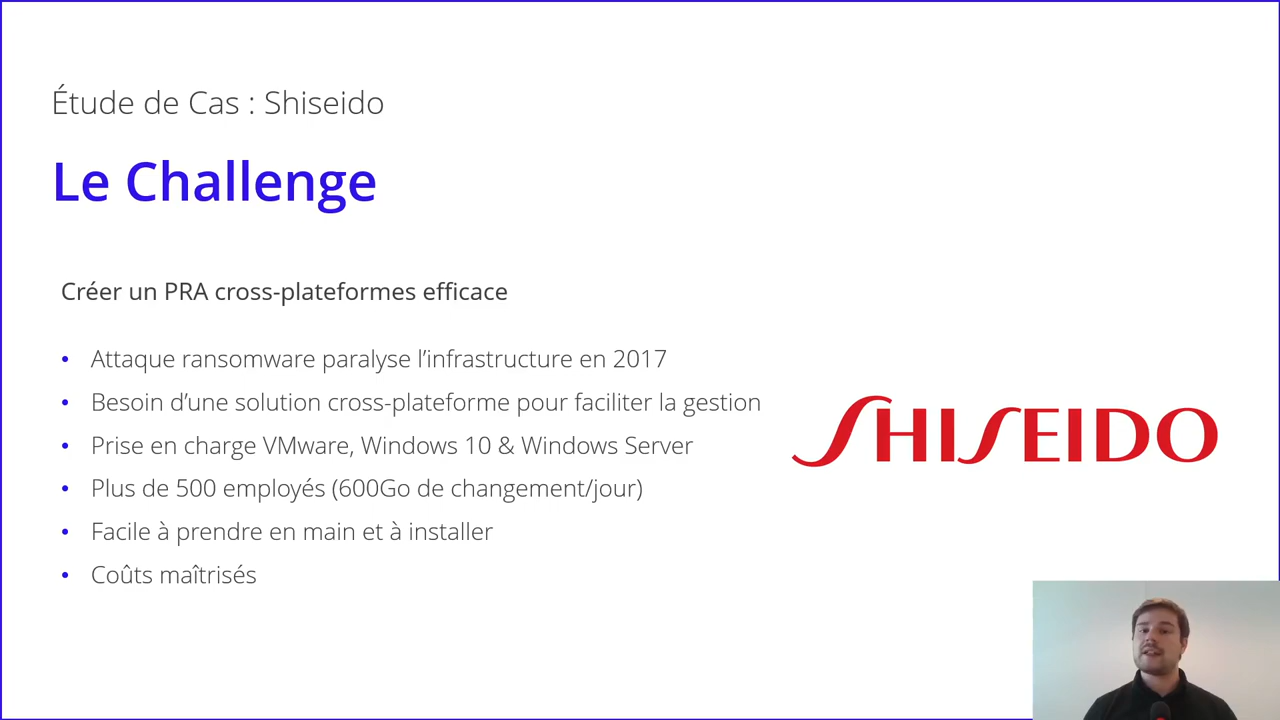 Étude de Cas : Shiseido
Le Challenge
Créer un PRA cross-plateformes efficace
• Attaque ransomware paralyse l’infrastructure en 2017
• Besoin d’une solution cross-plateforme pour faciliter la gestion
• Prise en charge VMware, Windows 10 & Windows Server
• Plus de 500 employés (600Go de changement/jour)
• Facile à prendre en main et à installer
• Coûts maîtrisés
SHISEIDO